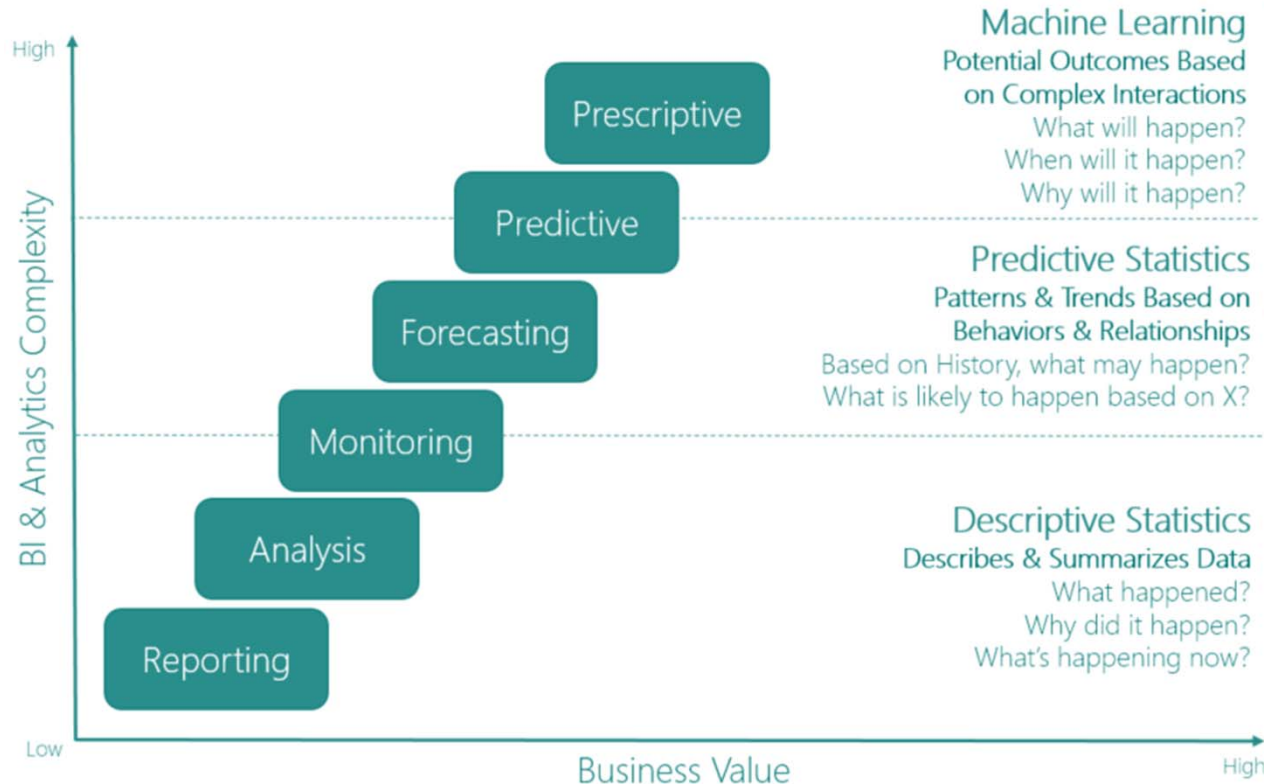 High
BI & Analytics Complexity
Low
Business Value
High
Prescriptive
Predictive
Forecasting
Monitoring
Analysis
Reporting
Machine Learning
Potential Outcomes Based
on Complex Interactions
What will happen?
When will it happen?
Why will it happen?
Predictive Statistics
Patterns & Trends Based on
Behaviors & Relationships
Based on History, what may happen?
What is likely to happen based on X?
Descriptive Statistics
Describes & Summarizes Data
What happened?
Why did it happen?
What's happening now?